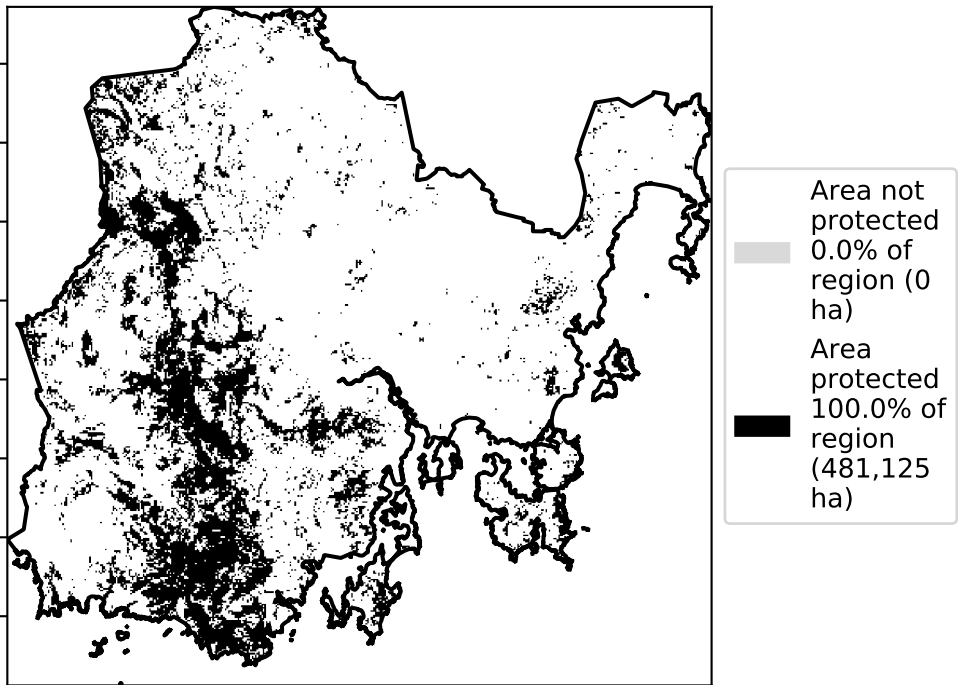 Area not
protected
0.0% of
region (0
ha)
Area
protected
100.0% of
region
(481,125
ha)